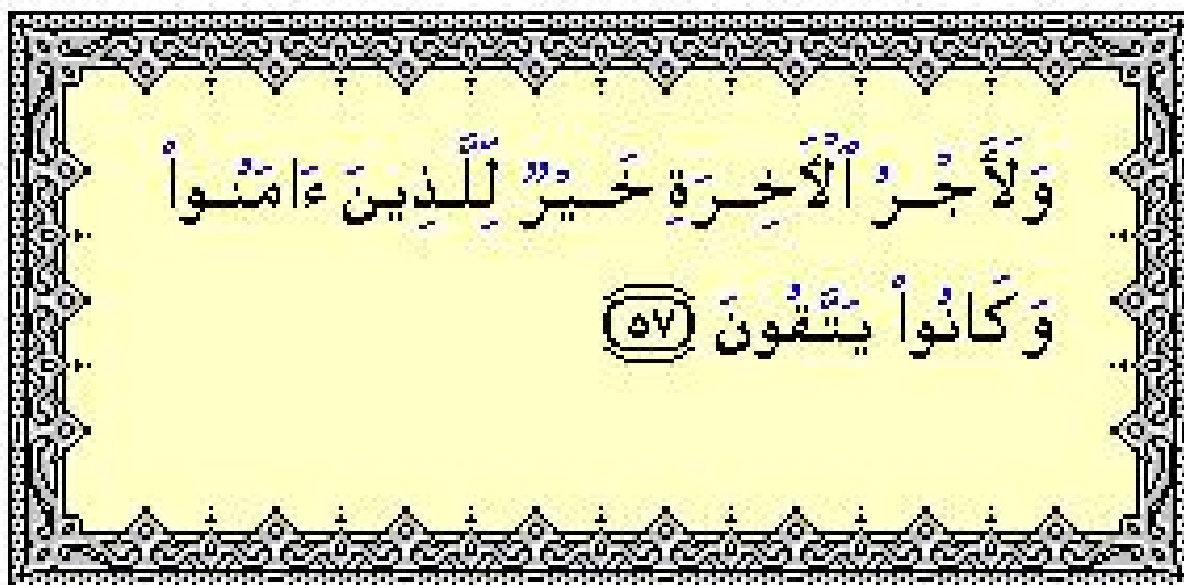 وَلَأَجْرُ ٱلْأَخِرَةِ خَيْرٌ لِّلَّذِينَ ءَامَنُوا۟
وَكَانُوا۟ يَتَّقُونَ ٥٧